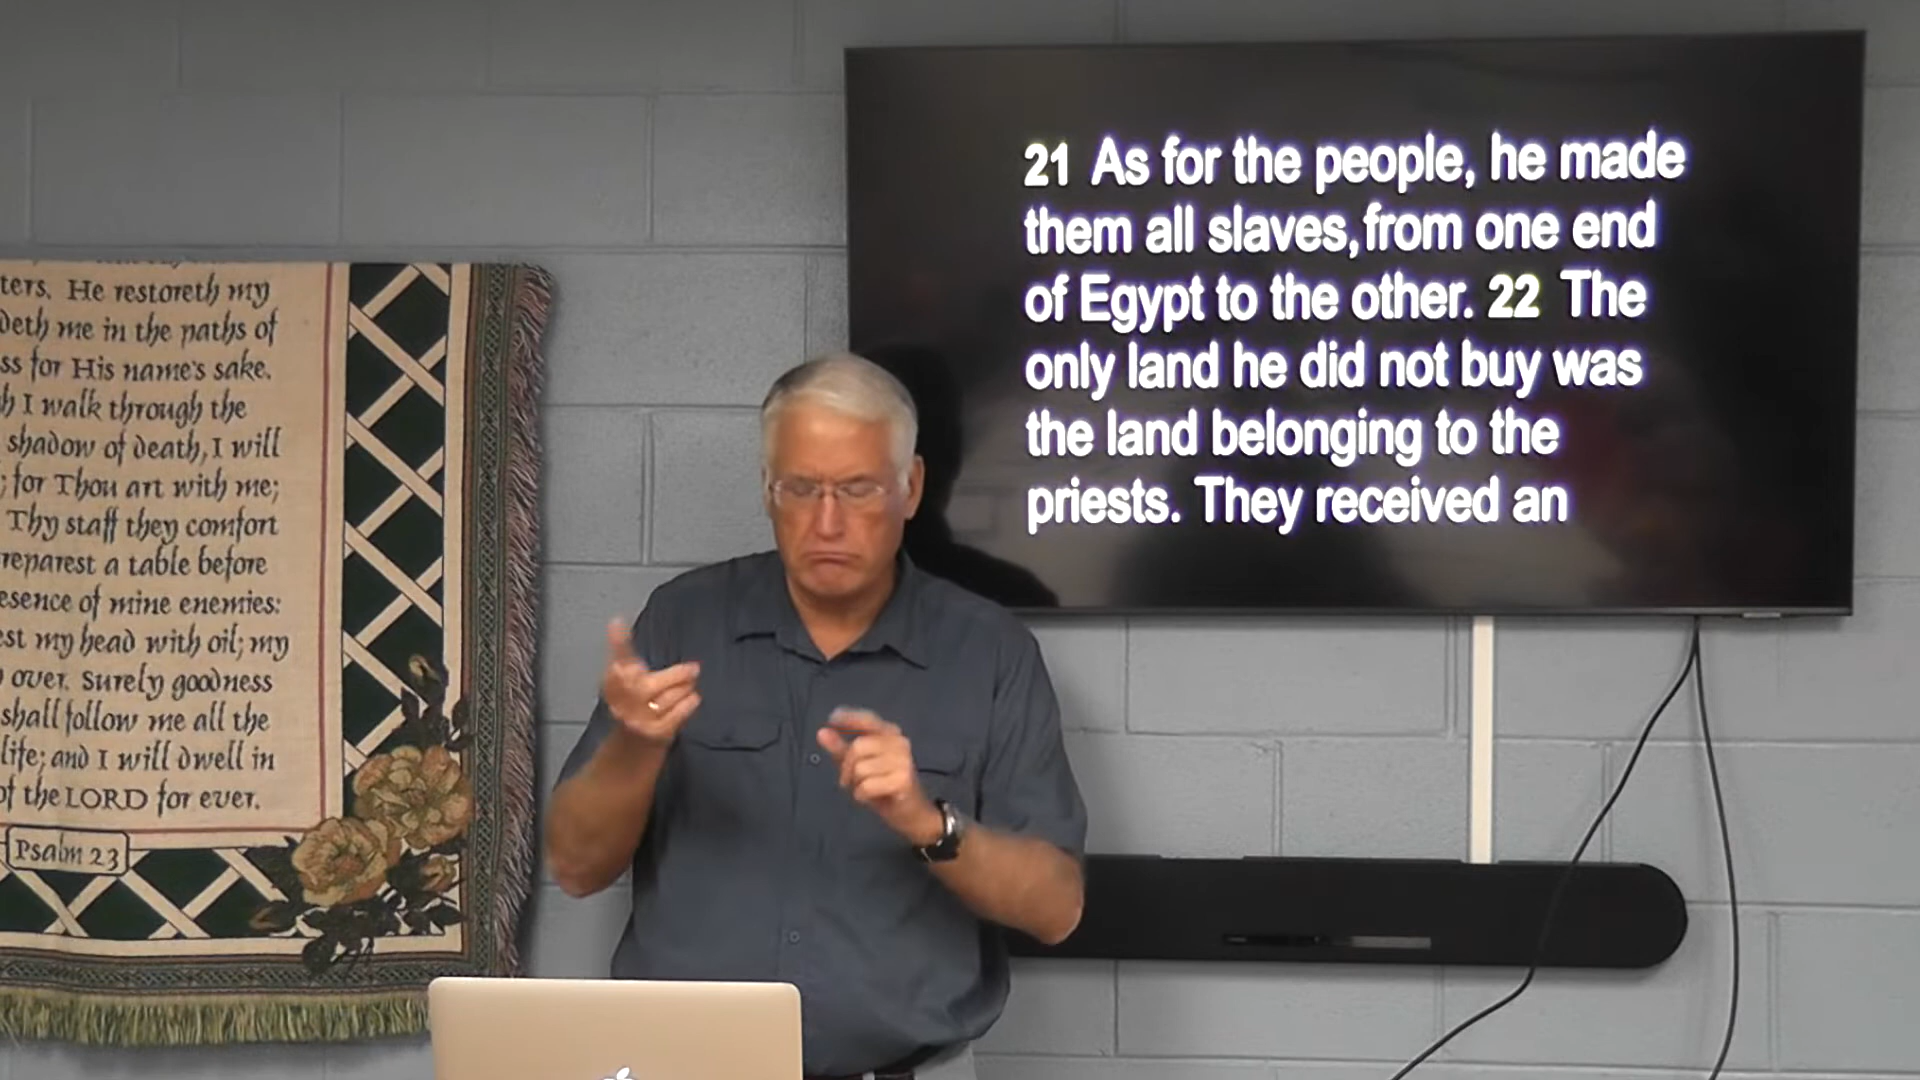 ters. He restoreth my
deth me in the paths of
ss for His name's sake.
h I walk through the
shadow of death, I will
; for Thou art with me;
Thy staff they comfort
reparest a table before
esence of mine enemies:
est my head with oil; my
over. Surely goodness
shall follow me all the
life; and I will dwell in
of the LORD for ever.
Psalm 23
21 As for the people, he made
them all slaves, from one end
of Egypt to the other. 22 The
only land he did not buy was
the land belonging to the
priests. They received an